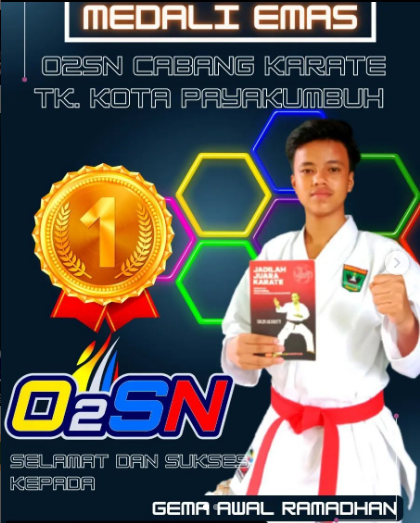 MEDALI EMAS
O2SN CABANG KARATE
TK. KOTA PAYAKUMBUH
1
JADILAH
JUARA
KARATE
O2SN
SELAMAT DAN SUKSES
KEPADA
GEMA AWAL RAMADHAN